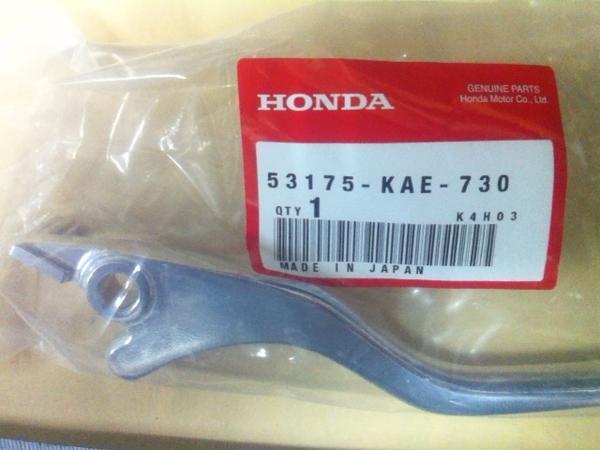 HONDA
GENUINE PARTS
Honda Motor Co., Ltd.
53175-KAE-730
QTY 1
K4H03
MADE IN JAPAN